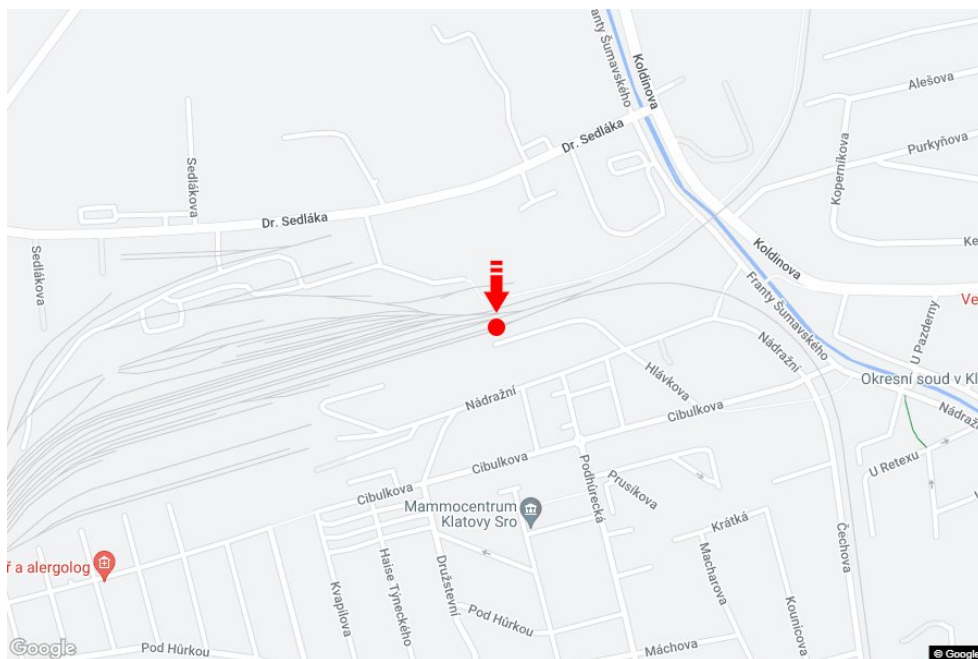 Franty Šumavského
Koldinova
Alešova
Dr. Sedláka
Purkyňova
Koperníkova
Sedlákova
Dr. Sedláka
Sedlákova
Koldinova
Ke
Ve
Franty Šumavského
U Pazderny
Nádražní
Okresní soud v Kl
Hlávkova
Nádražní
Nádražní
Cibulkova
Cibulkova
U Retexu
Podhůrecká
Prusíkova
Cibulkova
Mammocentrum
Klatovy Sro
Krátká
Čechova
ř a alergolog
Kvapilova
Haise Týneckého
Družstevní
Macharova
Kounicova
Pod Hůrkou
Pod Hůrkou
Máchova
Google
© Google